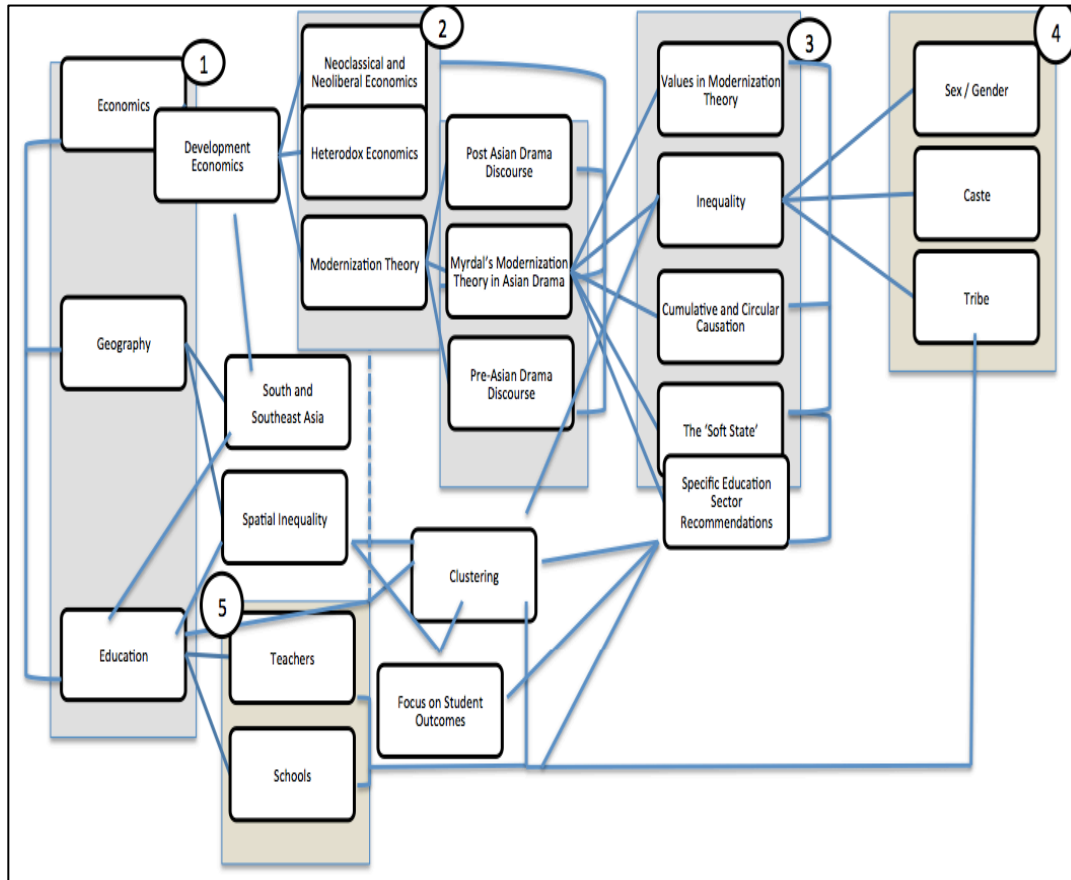 1
Economics
Development
Economics
Geography
Education
2
Neoclassical and
Neoliberal Economics
Heterodox Economics
Modernization Theory
Post Asian Drama
Discourse
Myrdal's Modernization
Theory in Asian Drama
Pre-Asian Drama
Discourse
3
Values in Modernization
Theory
Inequality
Cumulative and Circular
Causation
The 'Soft State'
Specific Education
Sector
Recommendations
4
Sex / Gender
Caste
Tribe
South and
Southeast Asia
Spatial Inequality
Clustering
Focus on Student
Outcomes
5
Teachers
Schools